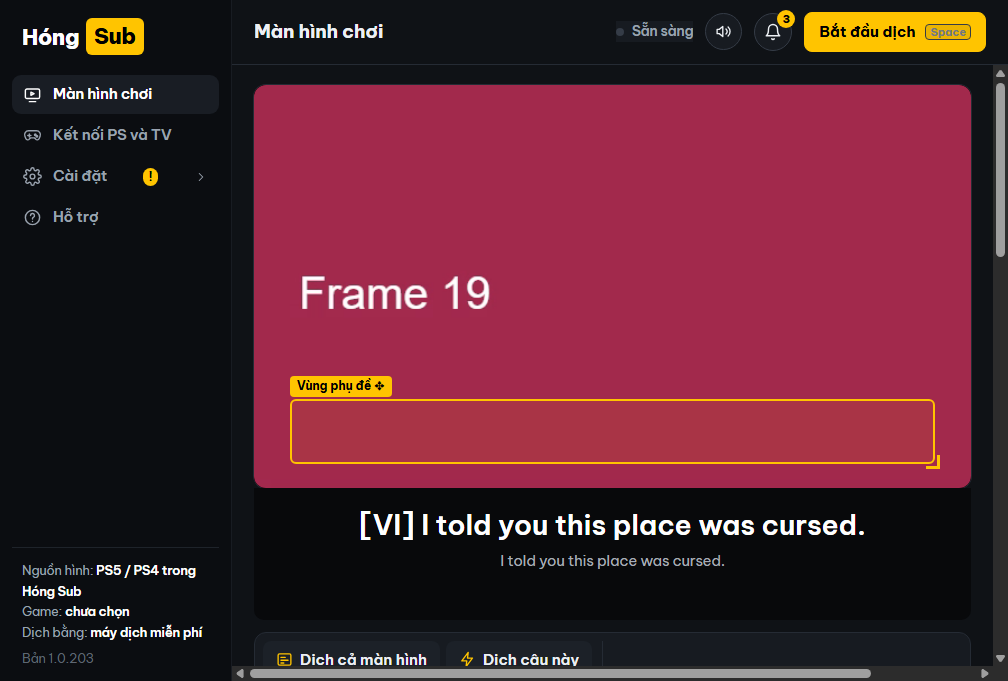 Hóng Sub
Màn hình chơi
Kết nối PS và TV
Cài đặt !
Hỗ trợ
Nguồn hình: PS5 / PS4 trong
Hóng Sub
Game: chưa chọn
Dịch bằng: máy dịch miễn phí
Bản 1.0.203
Màn hình chơi
Sẵn sàng
3
Bắt đầu dịch Space
Frame 19
Vùng phụ đề
[VI] I told you this place was cursed.
I told you this place was cursed.
Dịch cả màn hình
Dịch câu này